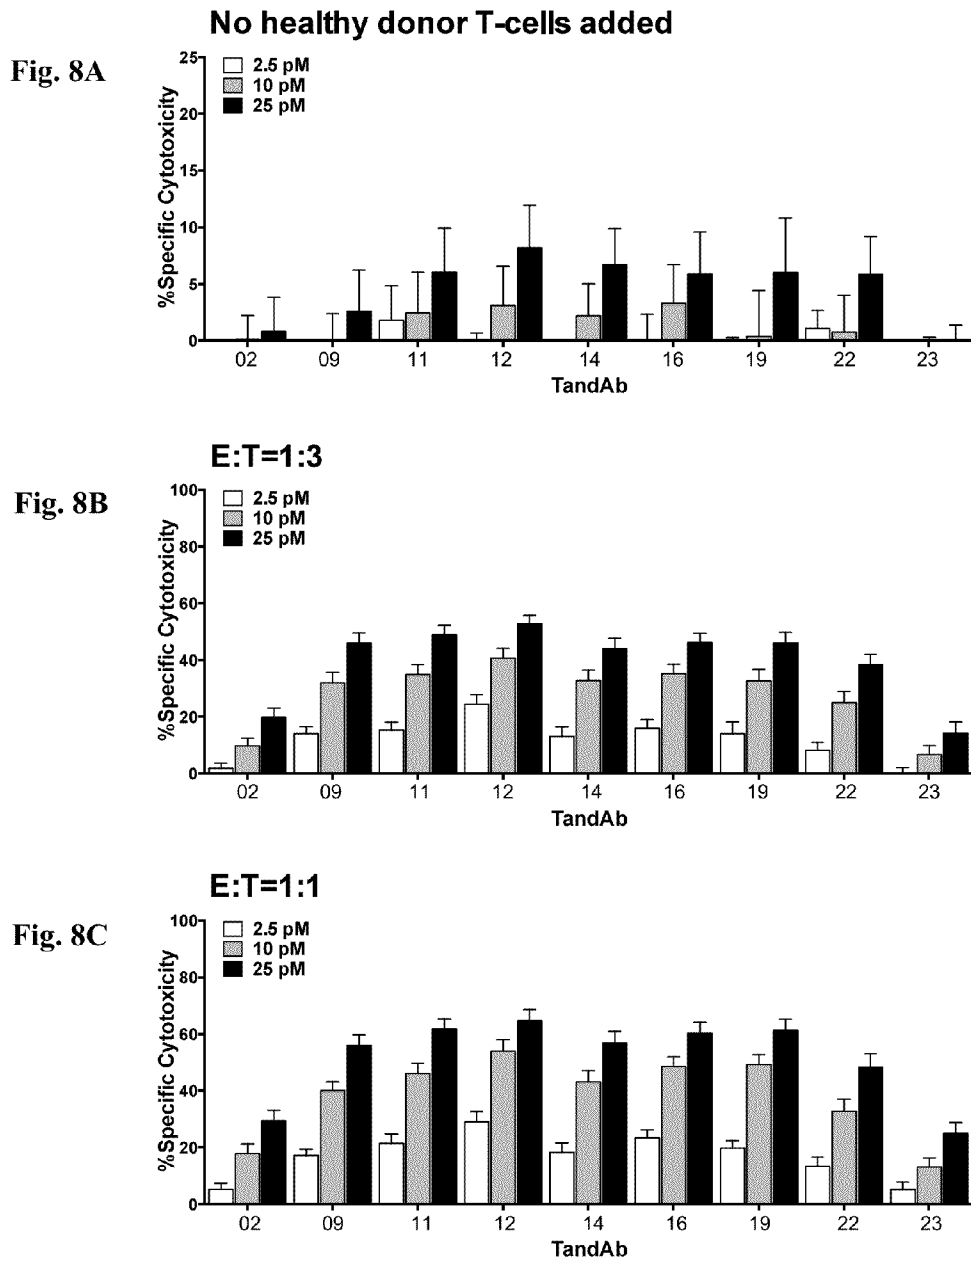 No healthy donor T-cells added
Fig. 8A
25
20
15
10
5
0
%Specific Cytotoxicity
2.5 pM
10 pM
25 pM
02 09 11 12 14 16 19 22 23
TandAb
E:T=1:3
Fig. 8B
100
80
60
40
20
0
%Specific Cytotoxicity
2.5 pM
10 pM
25 pM
02 09 11 12 14 16 19 22 23
TandAb
E:T=1:1
Fig. 8C
100
80
60
40
20
0
%Specific Cytotoxicity
2.5 pM
10 pM
25 pM
02 09 11 12 14 16 19 22 23
TandAb